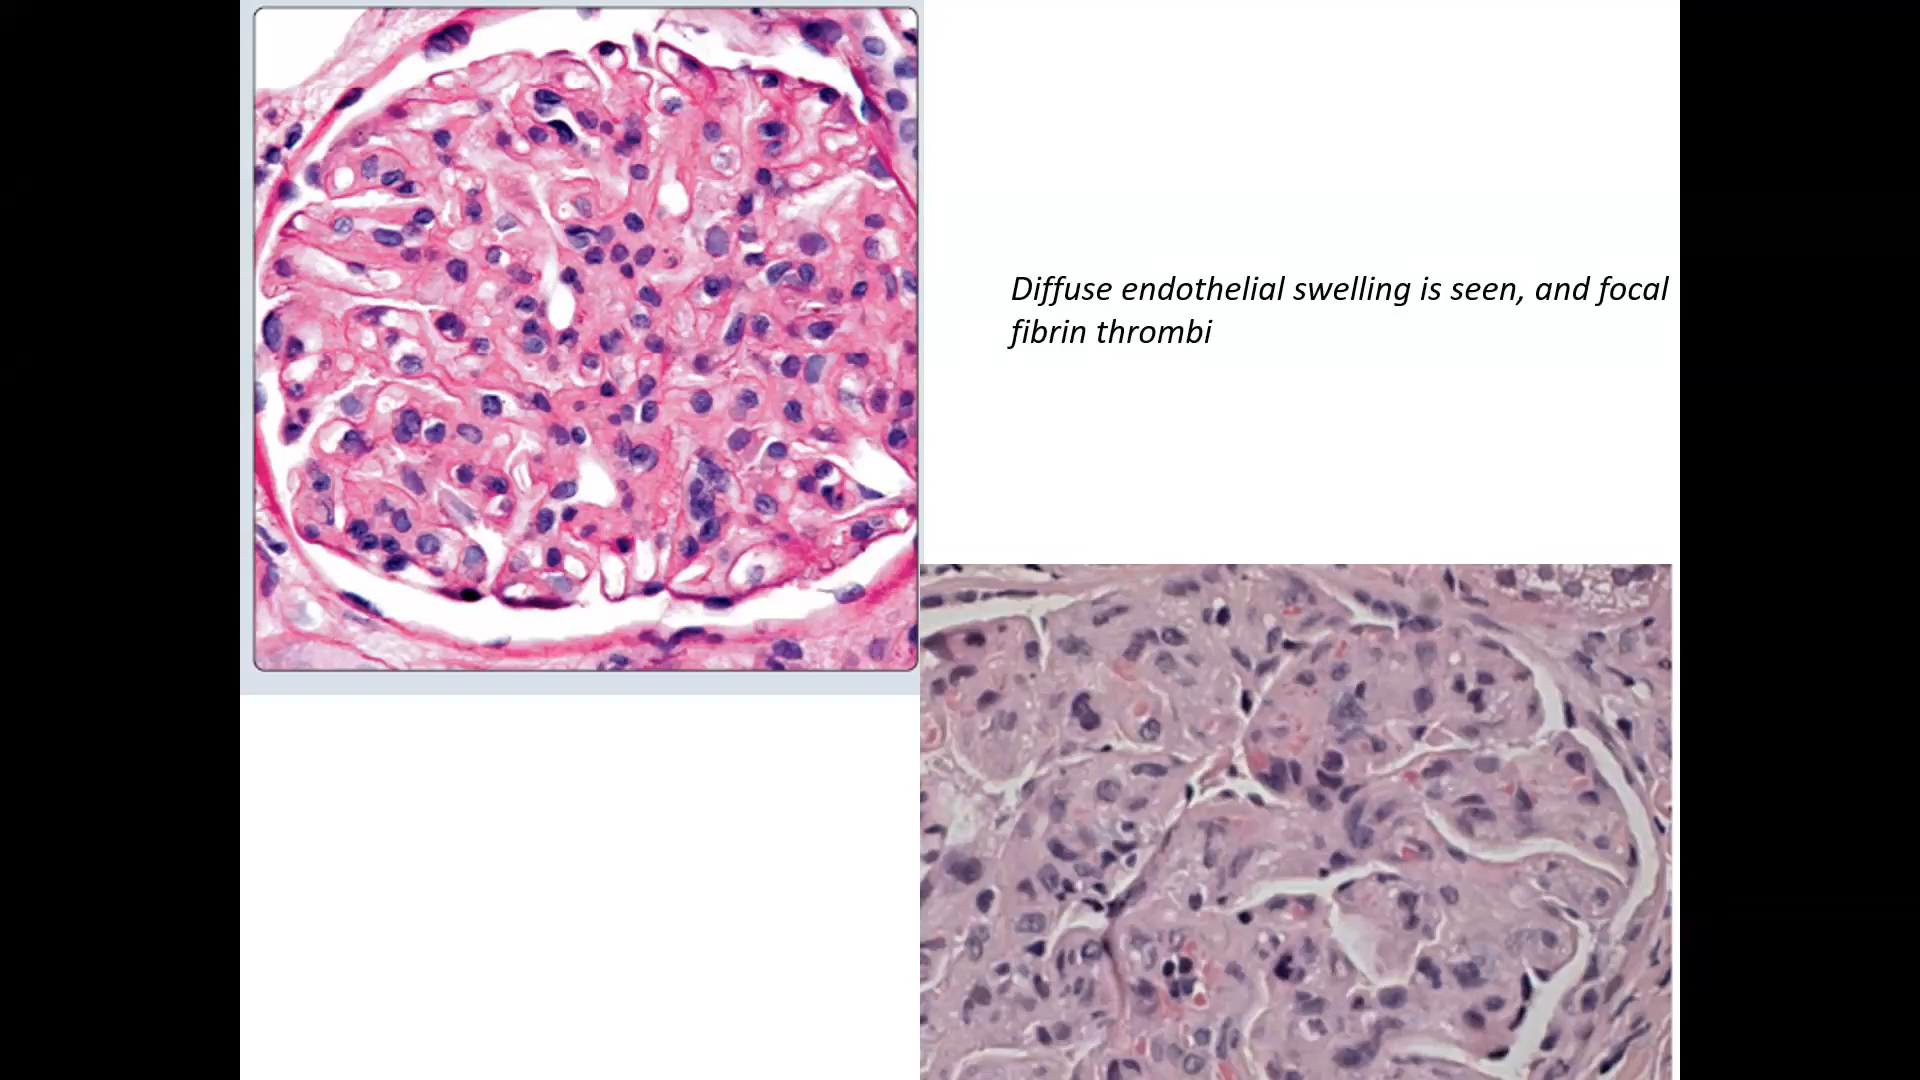 Diffuse endothelial swelling is seen, and focal
fibrin thrombi